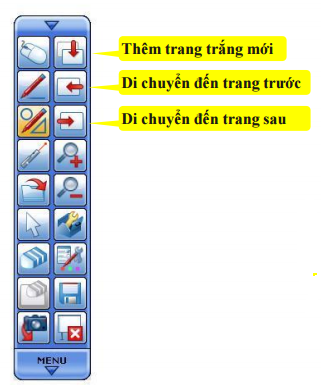 Thêm trang trắng mới
Di chuyển đến trang trước
Di chuyển đến trang sau
MENU